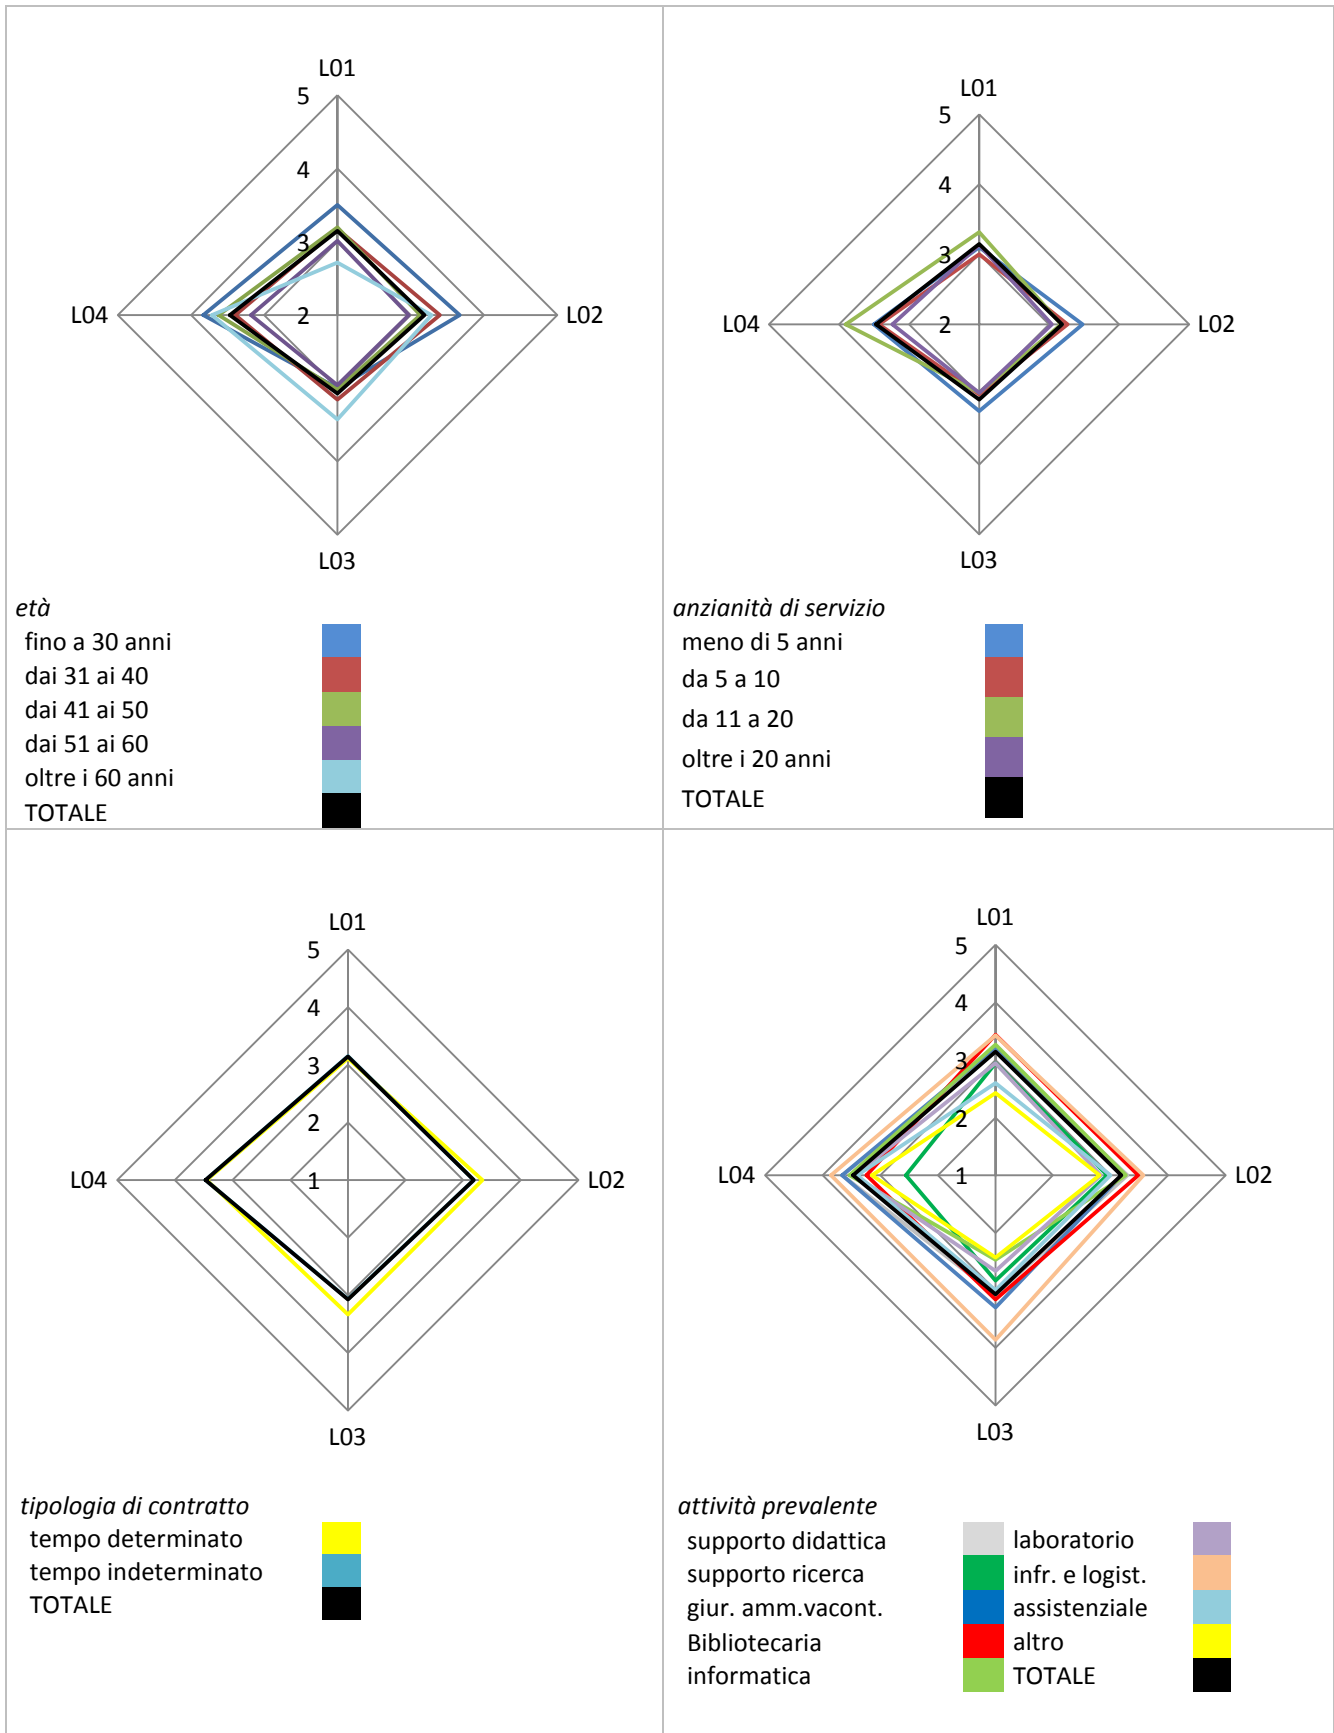 L01
5
4
3
L04
2
L02
L03
età
fino a 30 anni
dai 31 ai 40
dai 41 ai 50
dai 51 ai 60
oltre i 60 anni
TOTALE
L01
5
4
3
L04
2
L02
L03
anzianità di servizio
meno di 5 anni
da 5 a 10
da 11 a 20
oltre i 20 anni
TOTALE
L01
5
4
3
2
L04
1
L02
L03
tipologia di contratto
tempo determinato
tempo indeterminato
TOTALE
L01
5
4
3
2
L04
1
L02
L03
attività prevalente
supporto didattica laboratorio
supporto ricerca infr. e logist.
giur. amm.vacont. assistenziale
Bibliotecaria altro
informatica TOTALE